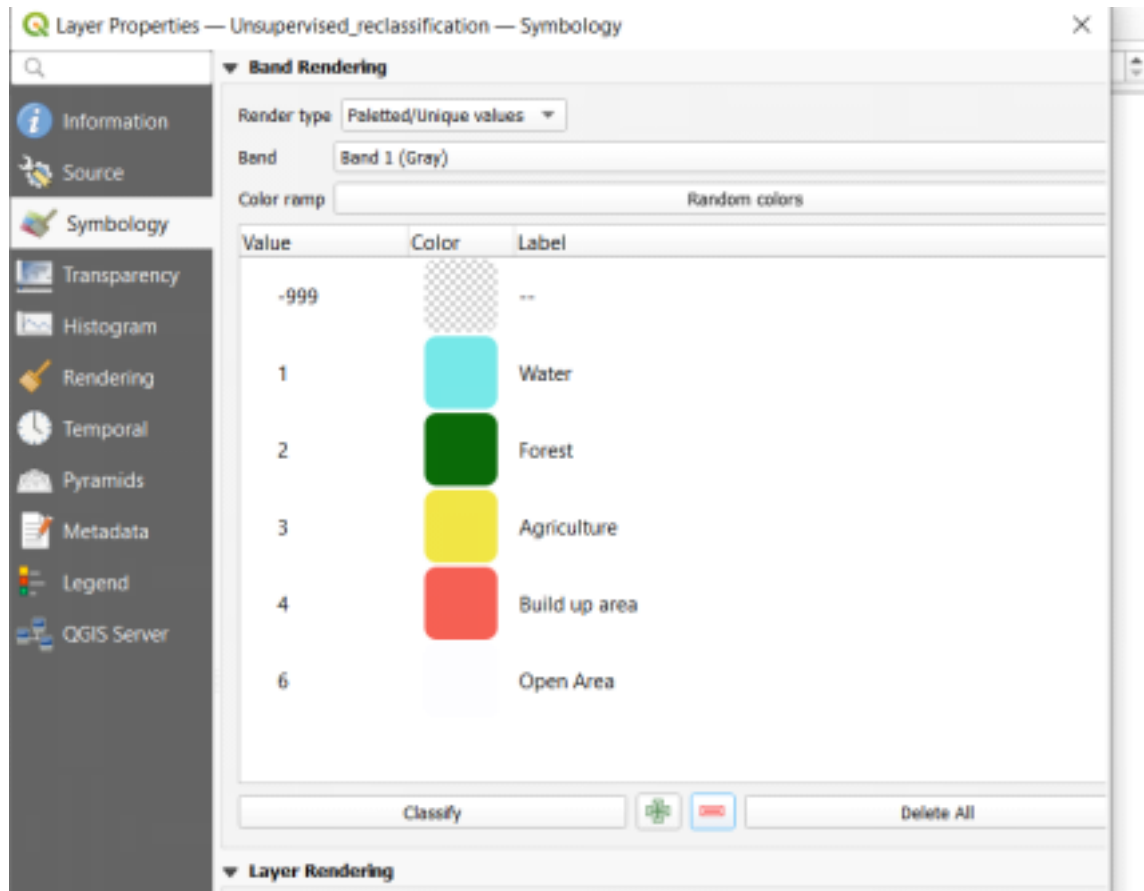 Layer Properties — Unsupervised_reclassification — Symbology
Information
Source
Symbology
Transparency
Histogram
Rendering
Temporal
Pyramids
Metadata
Legend
QGIS Server
Band Rendering
Render type Paletted/Unique values
Band Band 1 (Gray)
Color ramp Random colors
Value Color Label
-999 --
1 Water
2 Forest
3 Agriculture
4 Build up area
6 Open Area
Classify Delete All
Layer Rendering